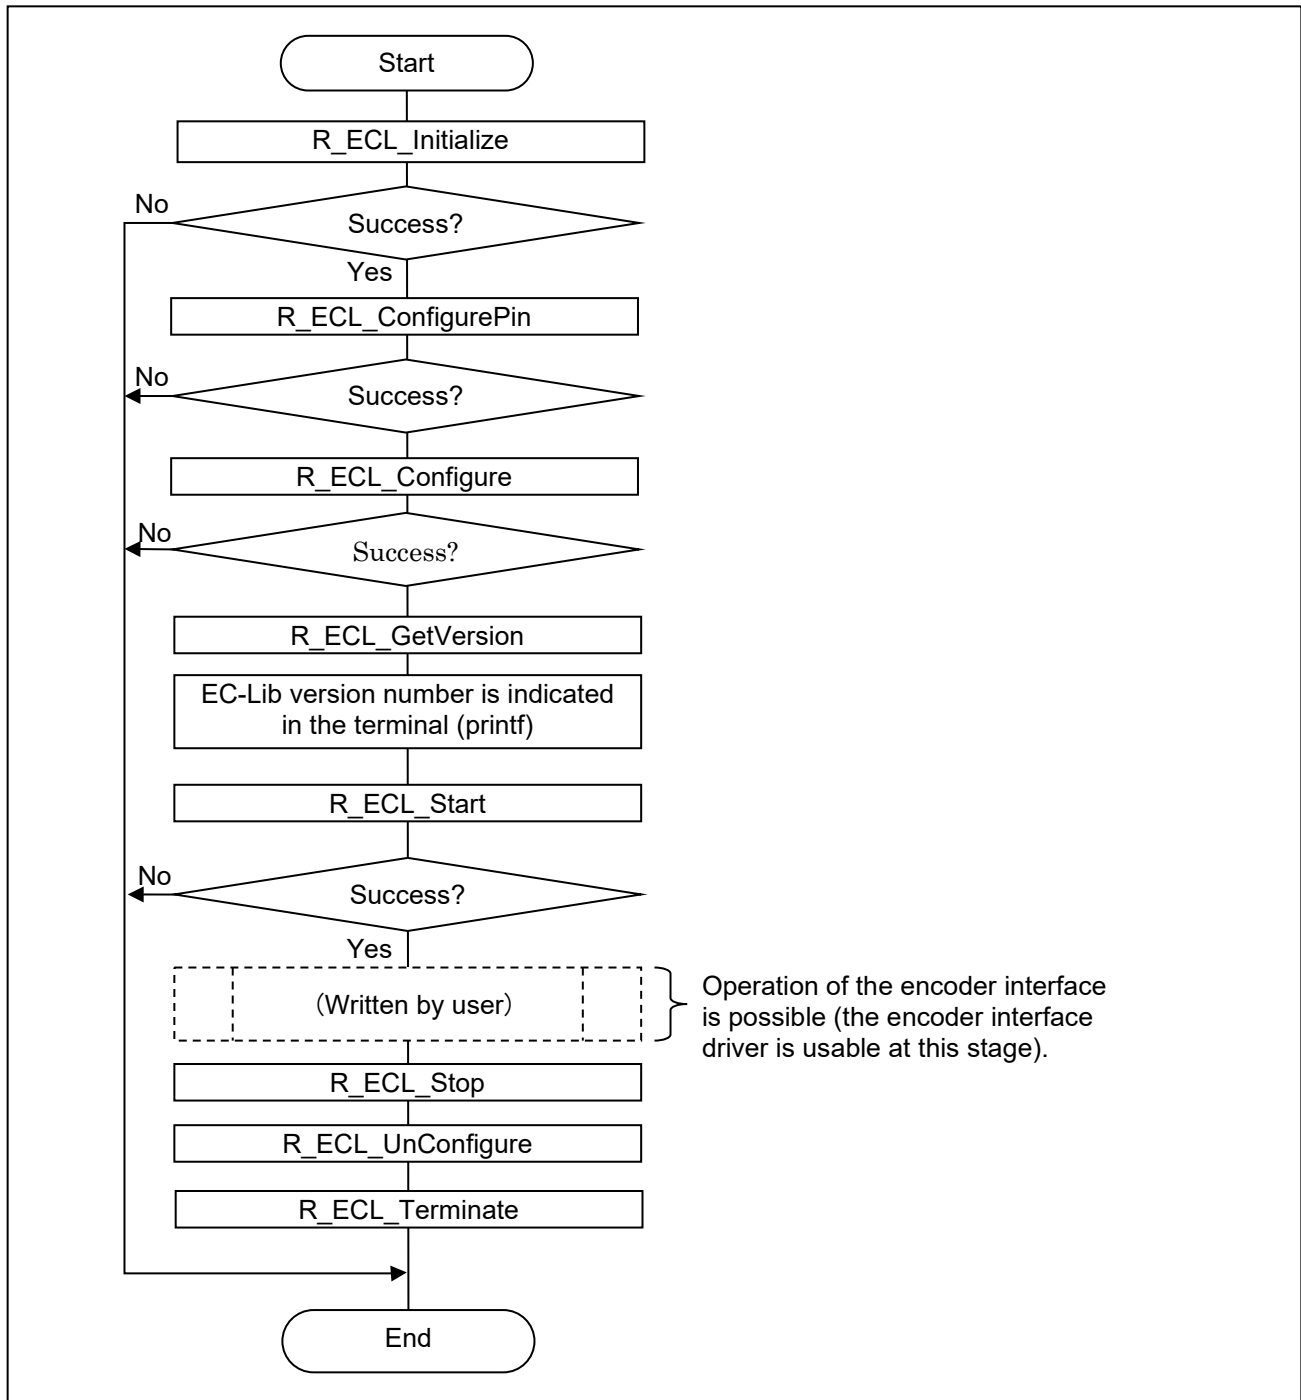 Start
R_ECL_Initialize
No
Success?
Yes
R_ECL_ConfigurePin
No
Success?
R_ECL_Configure
No
Success?
R_ECL_GetVersion
EC-Lib version number is indicated
in the terminal (printf)
R_ECL_Start
No
Success?
Yes
（Written by user）
Operation of the encoder interface
is possible (the encoder interface
driver is usable at this stage).
R_ECL_Stop
R_ECL_UnConfigure
R_ECL_Terminate
End